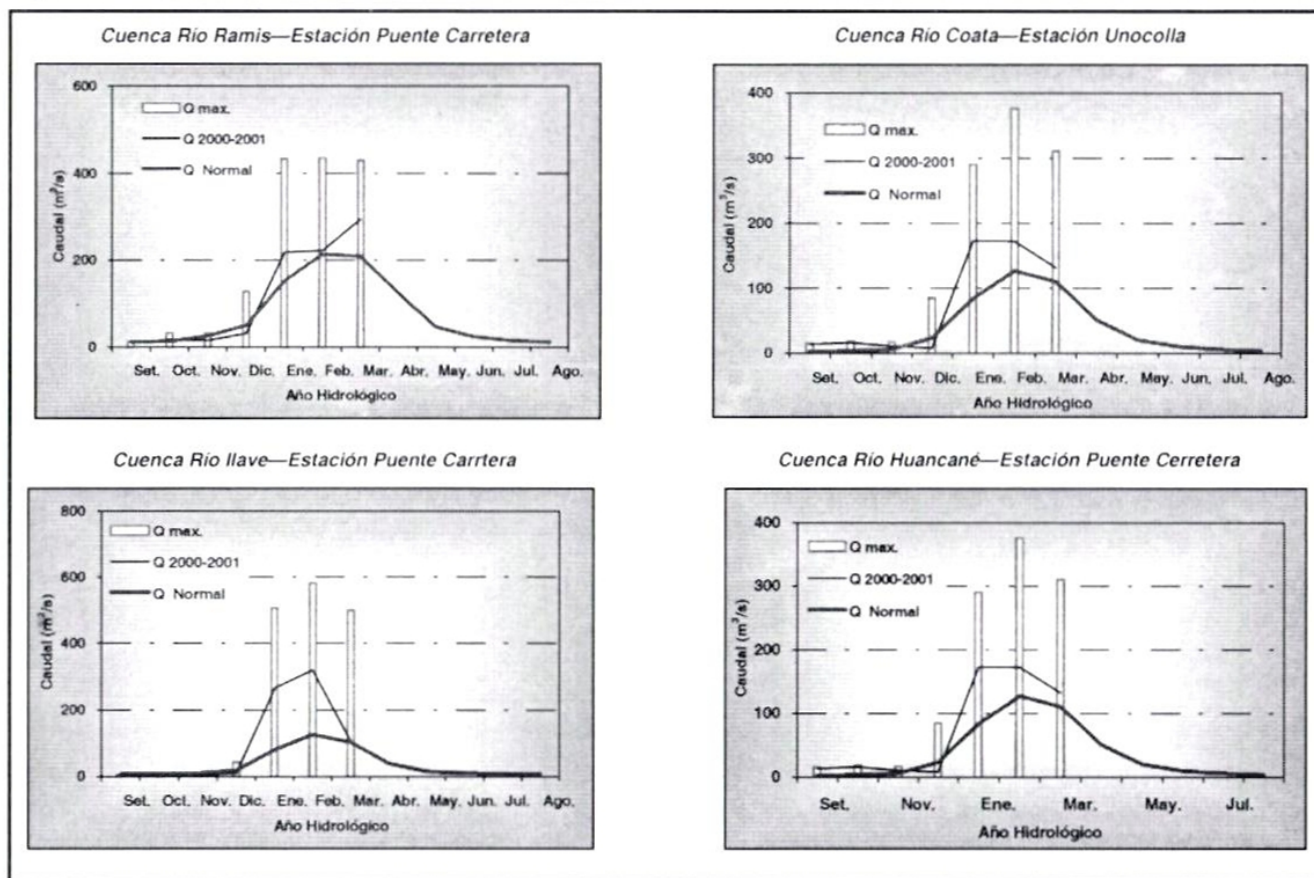 Cuenca Río Ramis—Estación Puente Carretera
600
400
200
0
Caudal (m³/s)
Q max.
Q 2000-2001
Q Normal
Set. Oct. Nov. Dic. Ene. Feb. Mar. Abr. May. Jun. Jul. Ago.
Año Hidrológico
Cuenca Río Coata—Estación Unocolla
400
300
200
100
0
Caudal (m³/s)
Q max.
Q 2000-2001
Q Normal
Set. Oct. Nov. Dic. Ene. Feb. Mar. Abr. May. Jun. Jul. Ago.
Año Hidrológico
Cuenca Río Ilave—Estación Puente Carrtera
800
600
400
200
0
Caudal (m³/s)
Q max.
Q 2000-2001
Q Normal
Set. Oct. Nov. Dic. Ene. Feb. Mar. Abr. May. Jun. Jul. Ago.
Año Hidrológico
Cuenca Río Huancané—Estación Puente Cerretera
400
300
200
100
0
Caudal (m³/s)
Q max.
Q 2000-2001
Q Normal
Set. Nov. Ene. Mar. May. Jul.
Año Hidrológico